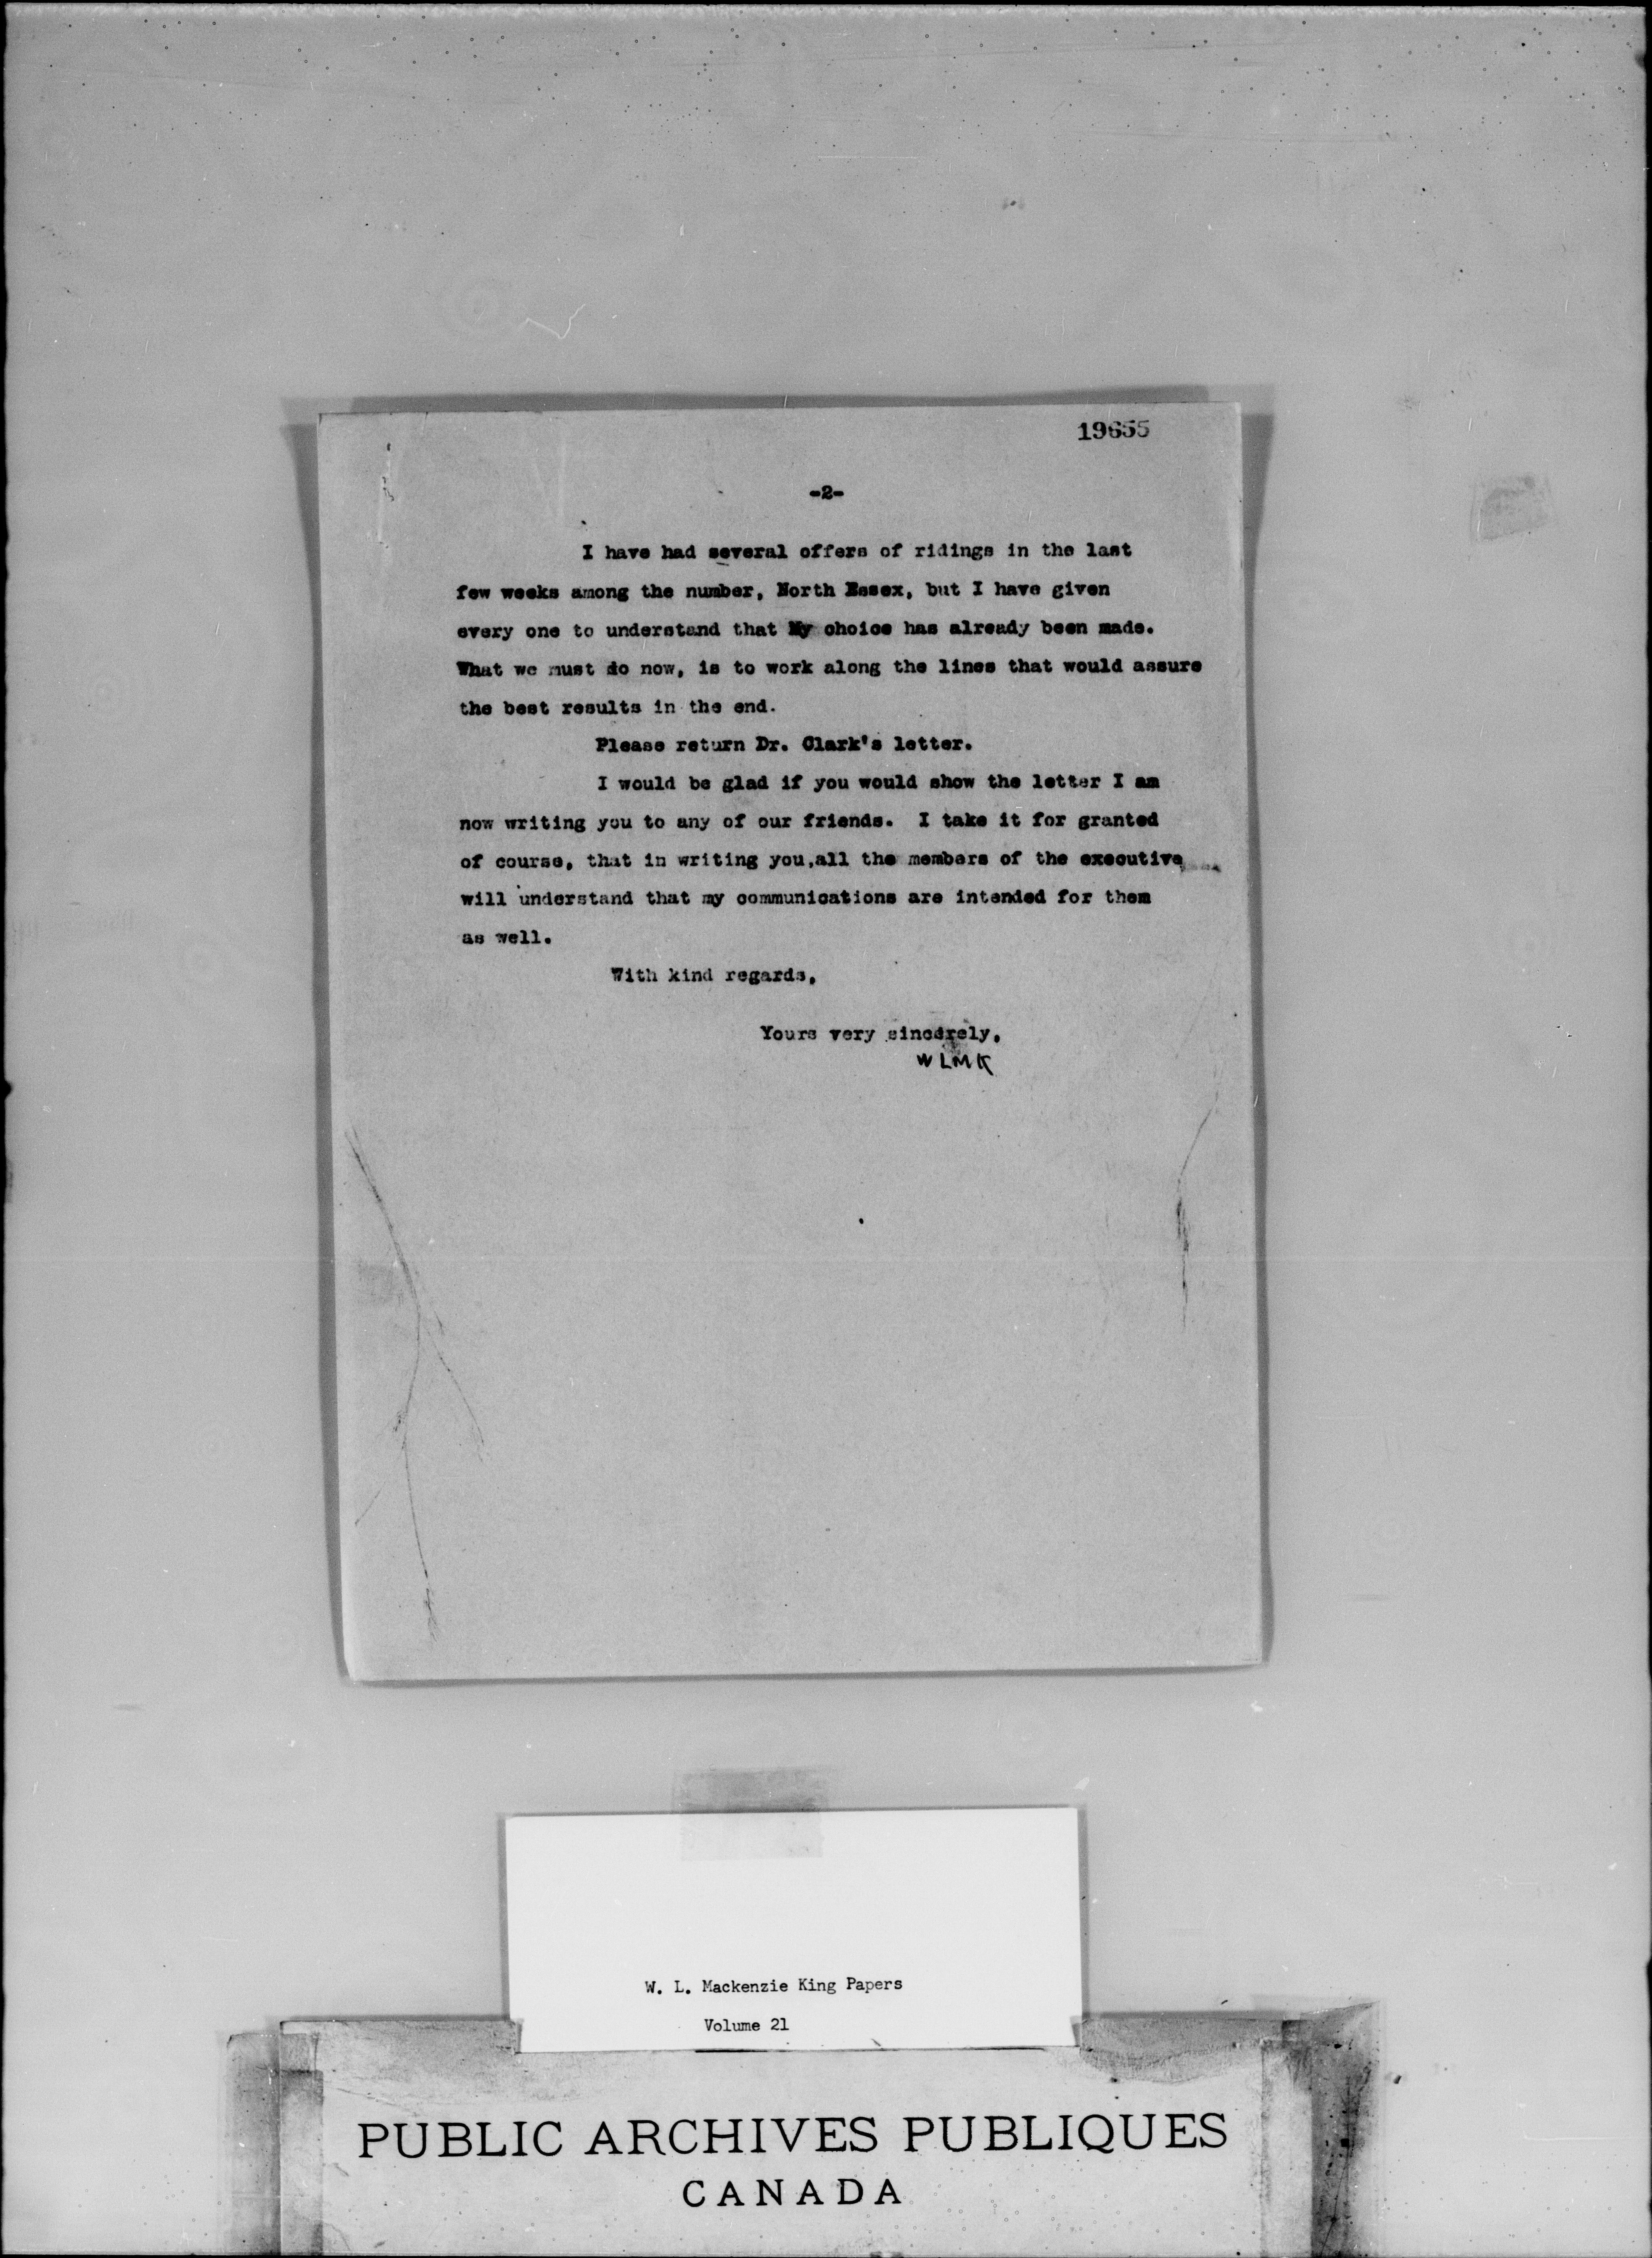 19655
-2-
I have had several offers of ridings in the last
few weeks among the number, North Essex, but I have given
every one to understand that My choice has already been made.
What we must do now, is to work along the lines that would assure
the best results in the end.
Please return Dr. Clark's letter.
I would be glad if you would show the letter I am
now writing you to any of our friends. I take it for granted
of course, that in writing you,all the members of the executive
will understand that my communications are intended for them
as well.
With kind regards,
Yours very sincerely,
WLMK
W. L. Mackenzie King Papers
Volume 21
PUBLIC ARCHIVES PUBLIQUES
CANADA